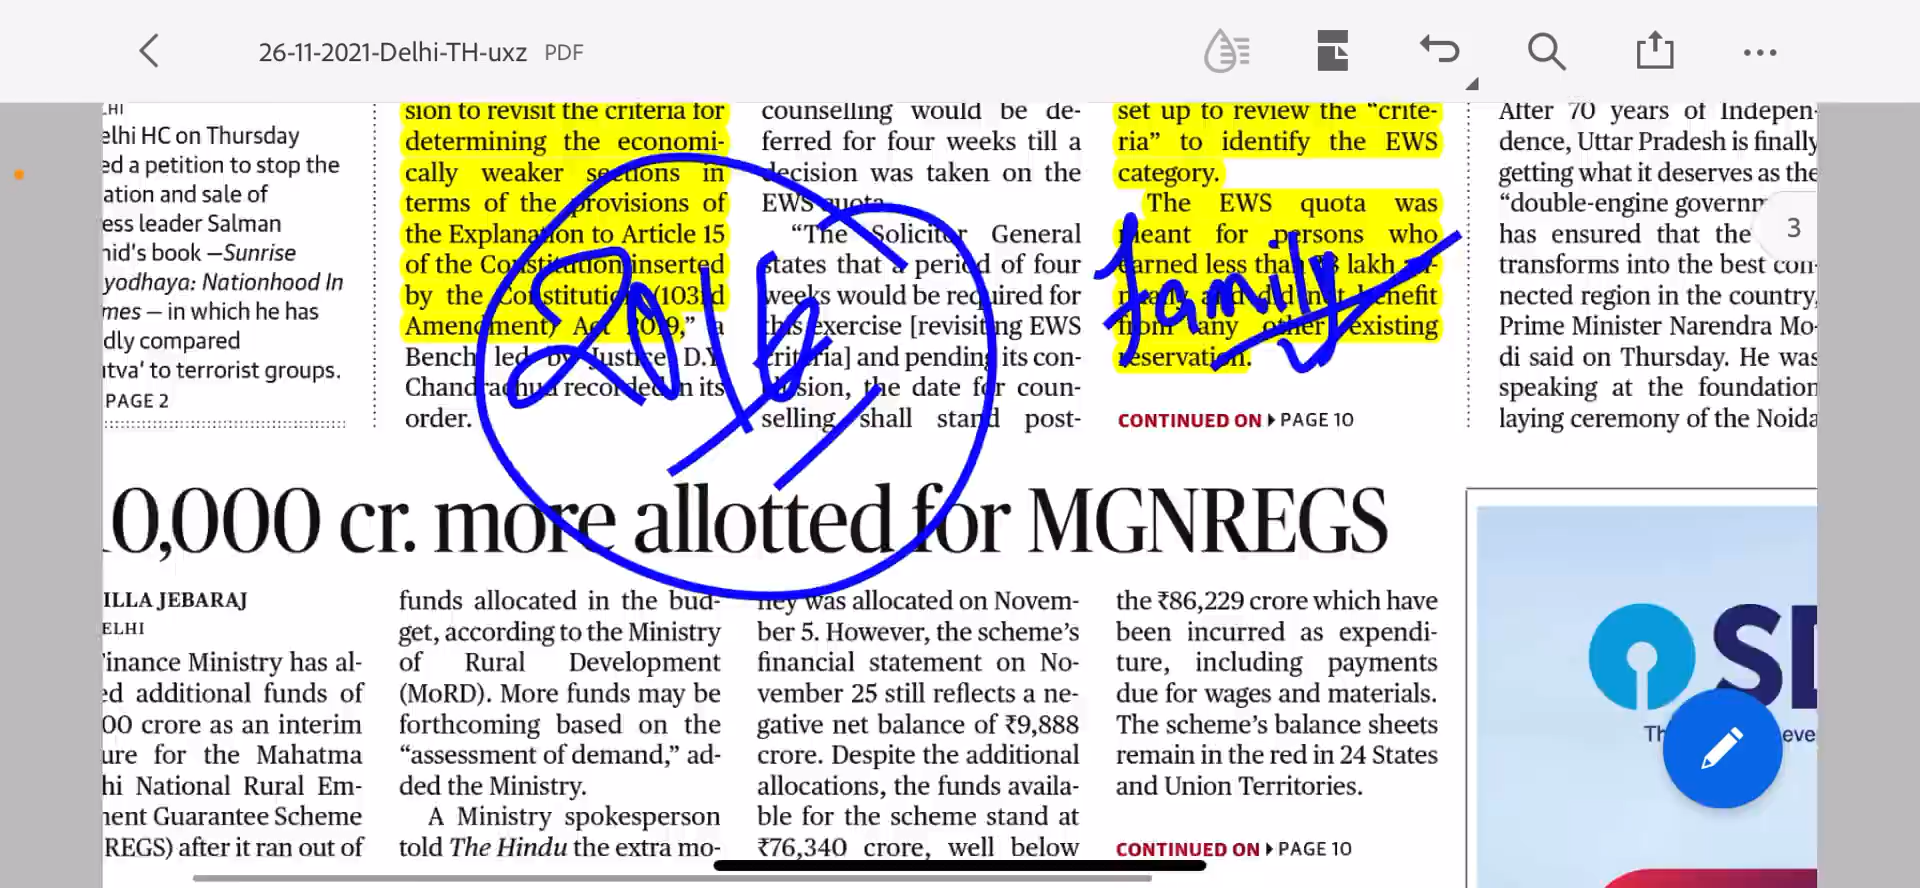 26-11-2021-Delhi-TH-uxz PDF
3
elhi HC on Thursday
ed a petition to stop the
ation and sale of
ess leader Salman
nid's book —Sunrise
yodhaya: Nationhood In
mes — in which he has
dly compared
utva' to terrorist groups.
PAGE 2
sion to revisit the criteria for
determining the economi-
cally weaker sections in
terms of the provisions of
the Explanation to Article 15
of the Constitution inserted
by the Constitution (103rd
Amendment) Act 2019," a
Bench led by Justice D.Y.
Chandrachud recorded in its
order.
counselling would be de-
ferred for four weeks till a
decision was taken on the
EWS quota.
"The Solicitor General
states that a period of four
weeks would be required for
this exercise [revisiting EWS
criteria] and pending its con-
clusion, the date for coun-
selling shall stand post-
set up to review the "crite-
ria" to identify the EWS
category.
The EWS quota was
meant for persons who
earned less than ₹8 lakh an-
nually and did not benefit
from any other existing
reservation.
CONTINUED ON PAGE 10
family
After 70 years of Indepen-
dence, Uttar Pradesh is finally
getting what it deserves as the
"double-engine governm
has ensured that the
transforms into the best con-
nected region in the country,
Prime Minister Narendra Mo-
di said on Thursday. He was
speaking at the foundation
laying ceremony of the Noida
0,000 cr. more allotted for MGNREGS
ILLA JEBARAJ
ELHI
Finance Ministry has al-
ed additional funds of
00 crore as an interim
ure for the Mahatma
hi National Rural Em-
ment Guarantee Scheme
REGS) after it ran out of
funds allocated in the bud-
get, according to the Ministry
of Rural Development
(MoRD). More funds may be
forthcoming based on the
"assessment of demand," ad-
ded the Ministry.
A Ministry spokesperson
told The Hindu the extra mo-
ney was allocated on Novem-
ber 5. However, the scheme's
financial statement on No-
vember 25 still reflects a ne-
gative net balance of ₹9,888
crore. Despite the additional
allocations, the funds availa-
ble for the scheme stand at
₹76,340 crore, well below
the ₹86,229 crore which have
been incurred as expendi-
ture, including payments
due for wages and materials.
The scheme's balance sheets
remain in the red in 24 States
and Union Territories.
CONTINUED ON PAGE 10